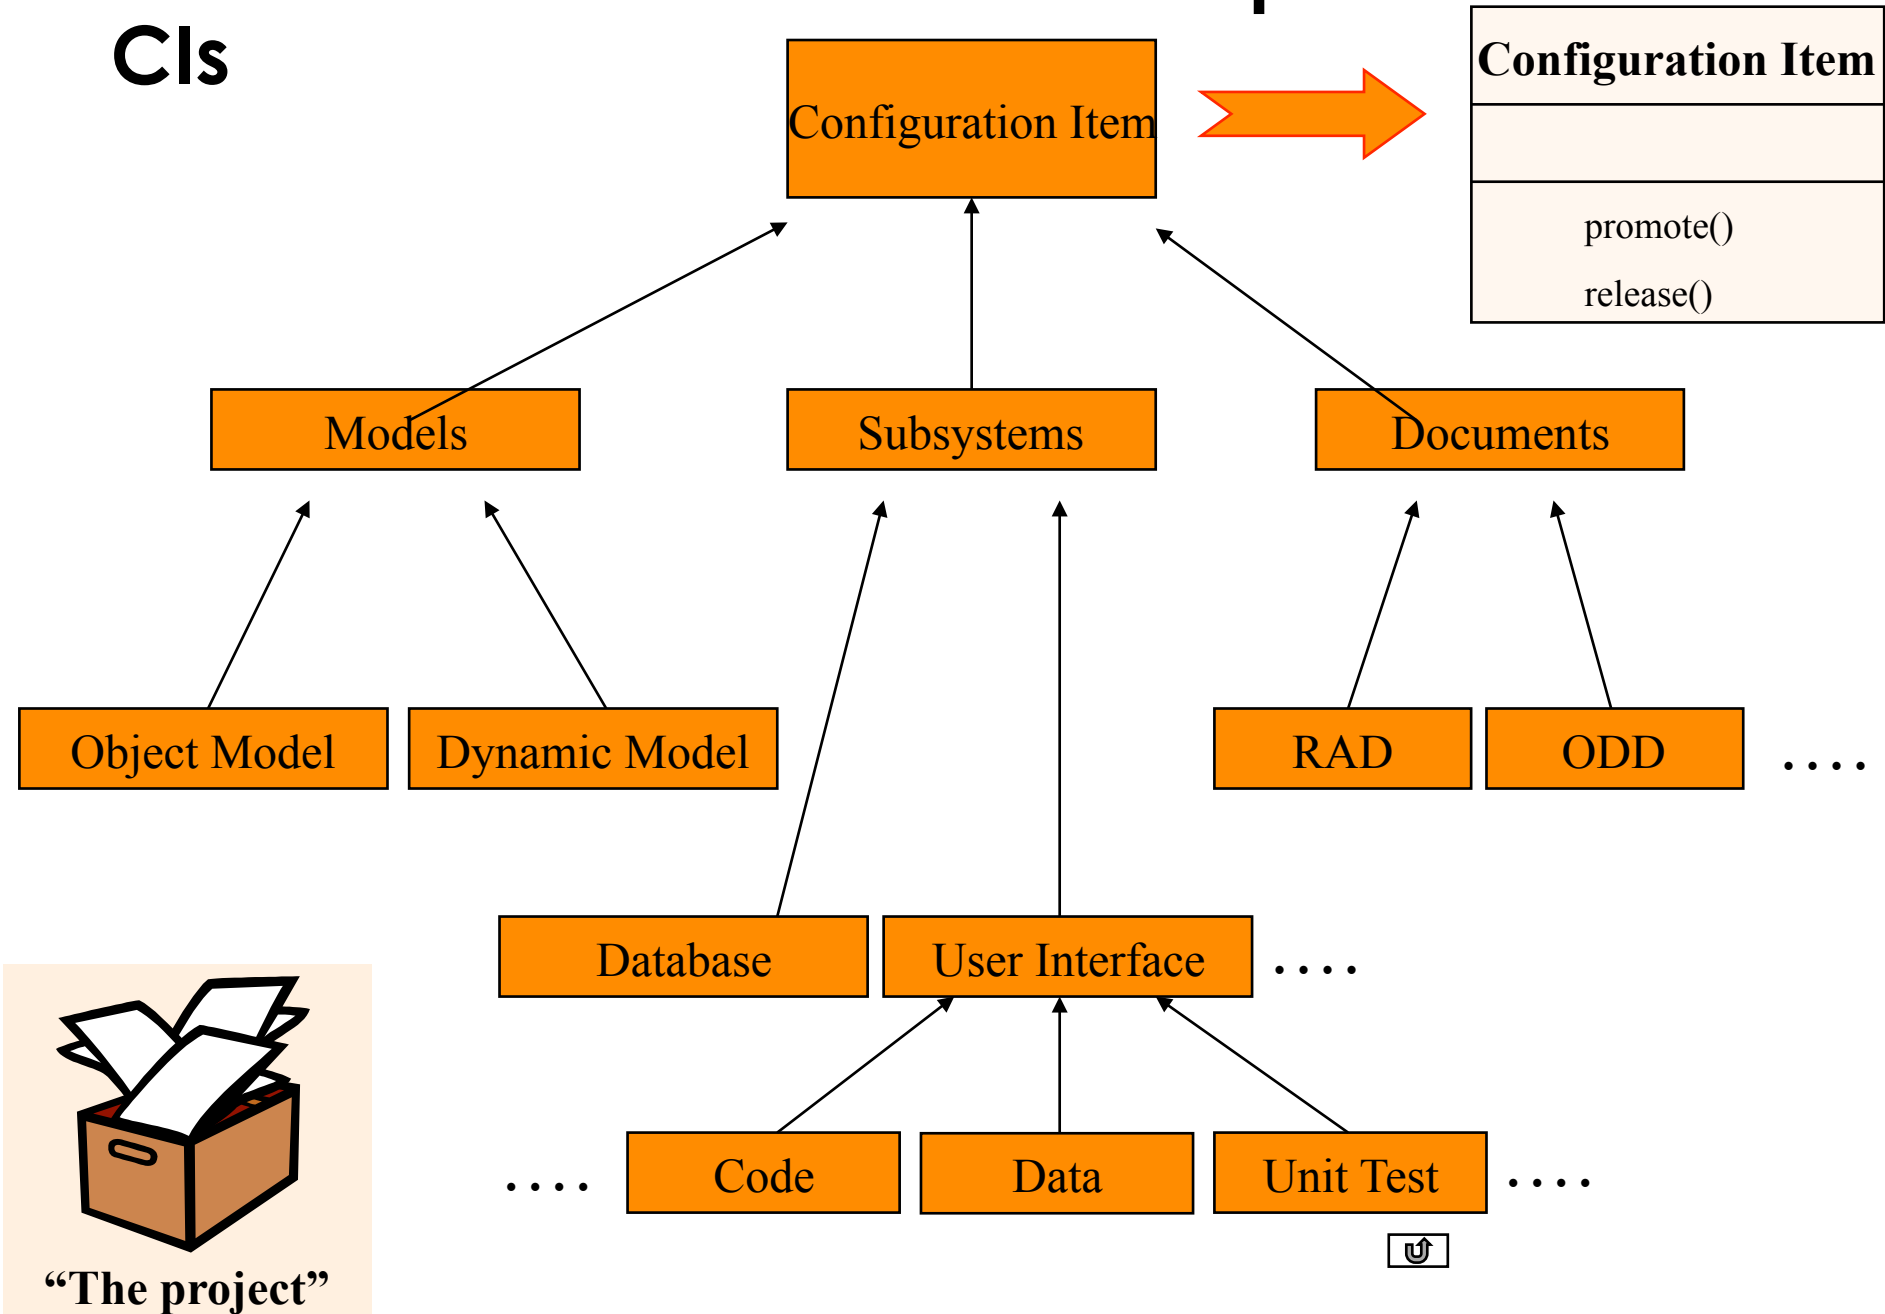 CIs
Configuration Item
Configuration Item
promote()
release()
Models
Subsystems
Documents
Object Model
Dynamic Model
RAD
ODD
....
Database
User Interface
....
....
Code
Data
Unit Test
....
“The project”